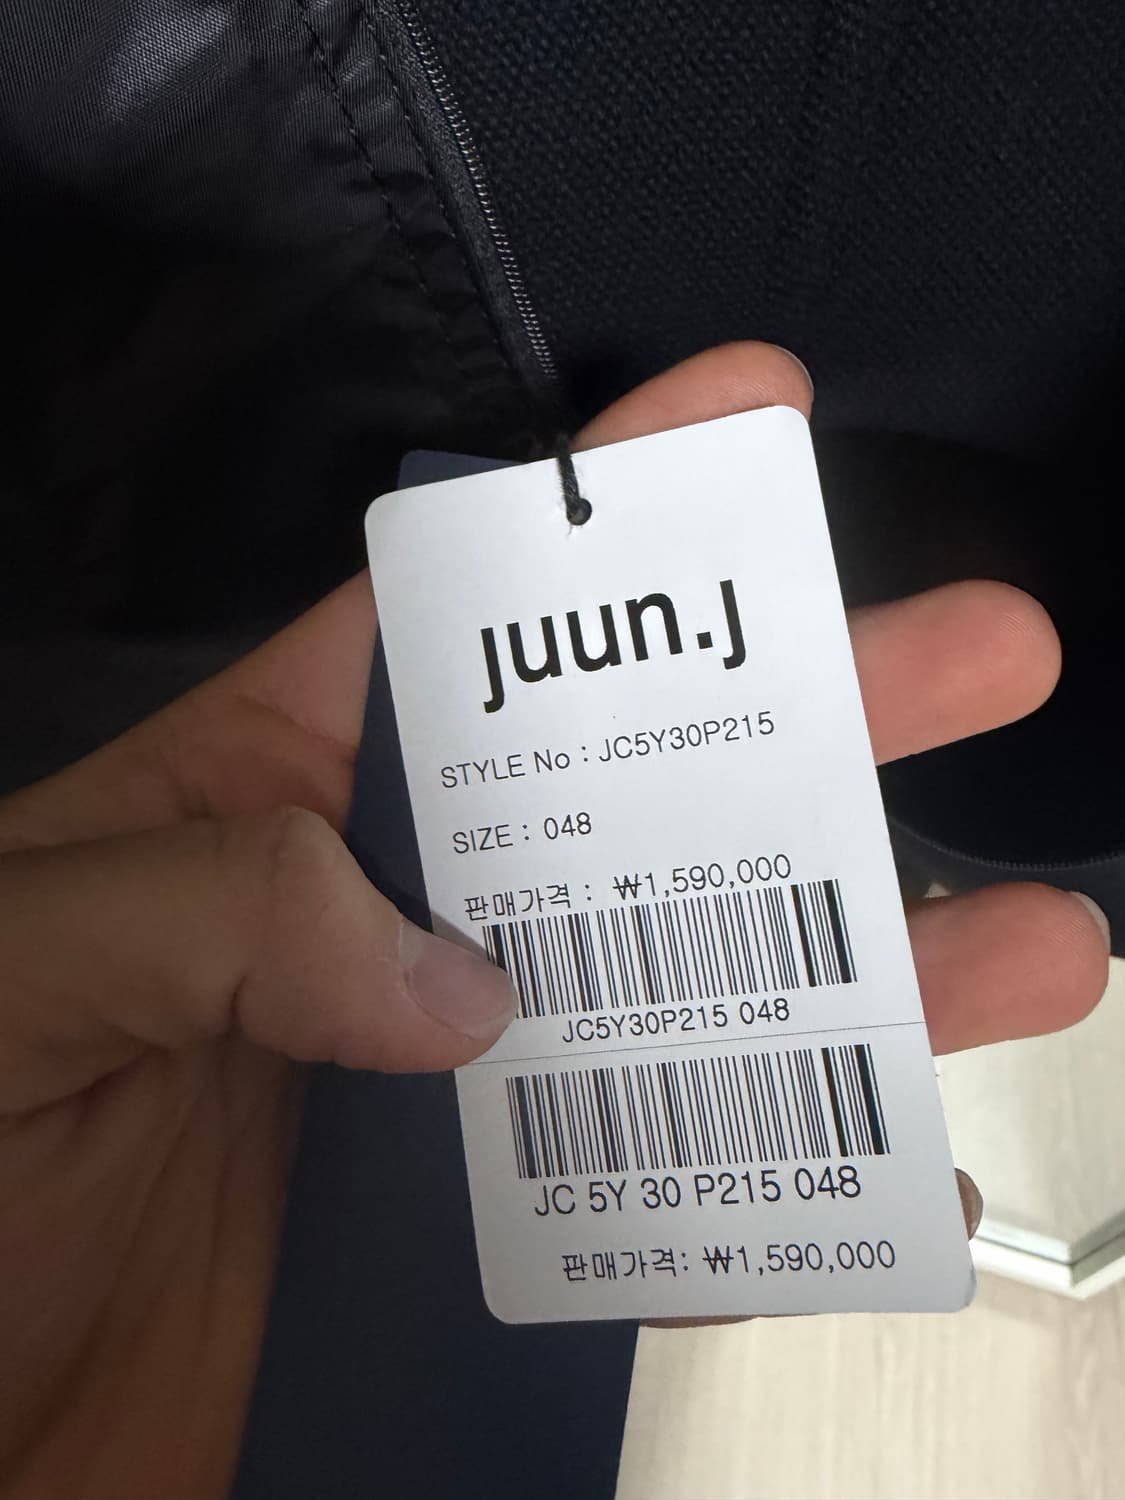 juun.j
STYLE No : JC5Y30P215
SIZE : 048
판매가격 : ₩1,590,000
JC5Y30P215 048
JC 5Y 30 P215 048
판매가격: ₩1,590,000